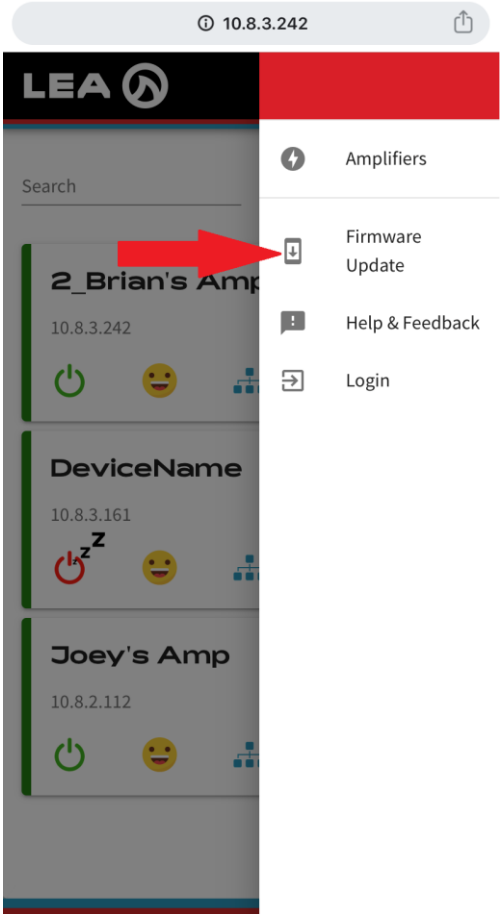 10.8.3.242
LEA
Search
2_Brian's Amp
10.8.3.242
DeviceName
10.8.3.161
z z Z
Joey's Amp
10.8.2.112
Amplifiers
Firmware
Update
Help & Feedback
Login